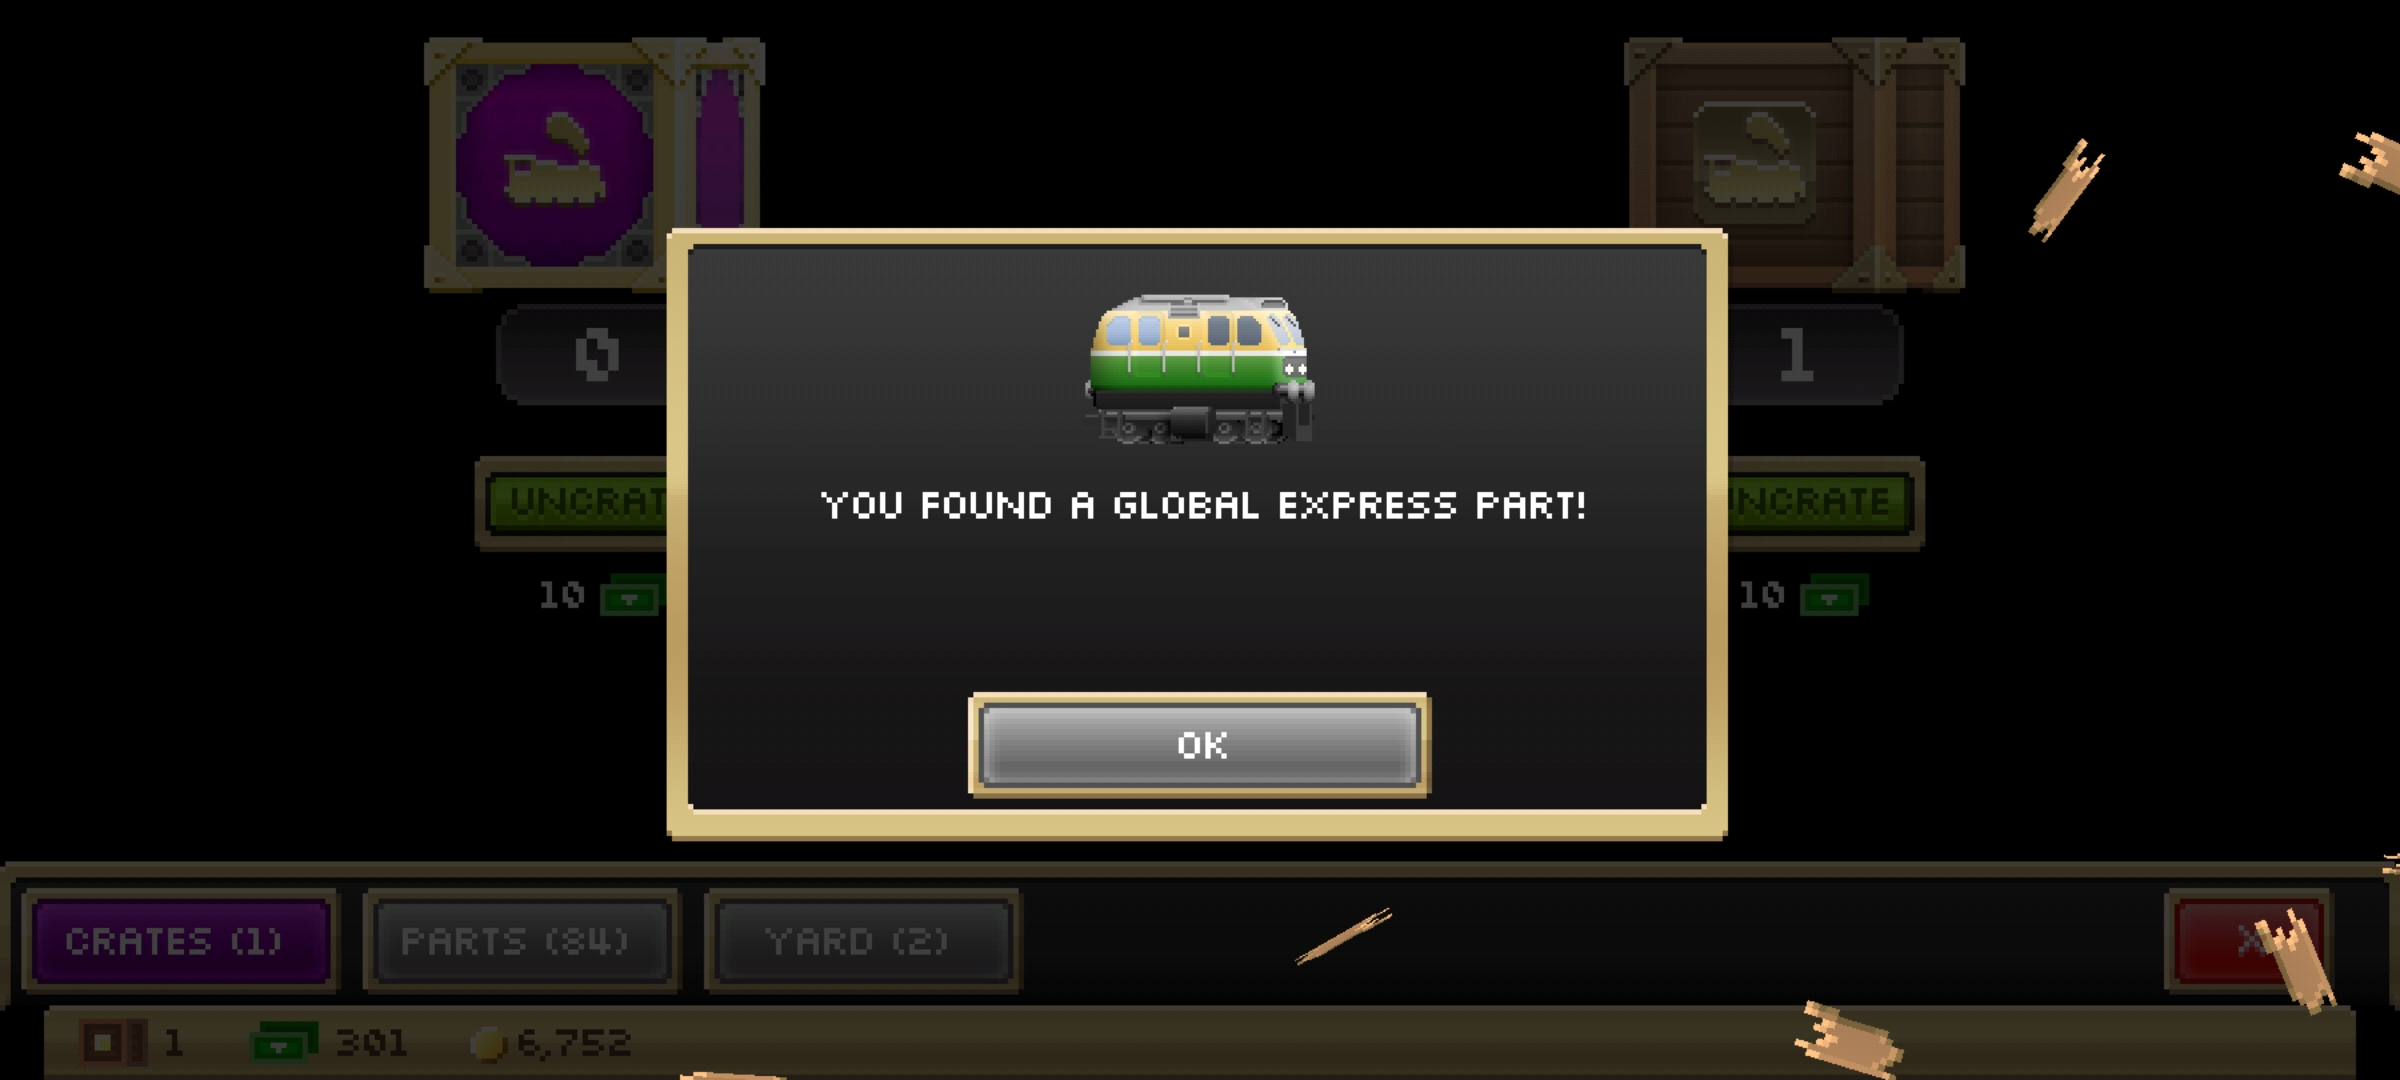 0
1
UNCRAT
NCRATE
10
10
YOU FOUND A GLOBAL EXPRESS PART!
OK
CRATES (1)
PARTS (84)
YARD (2)
X
1 301 6,752